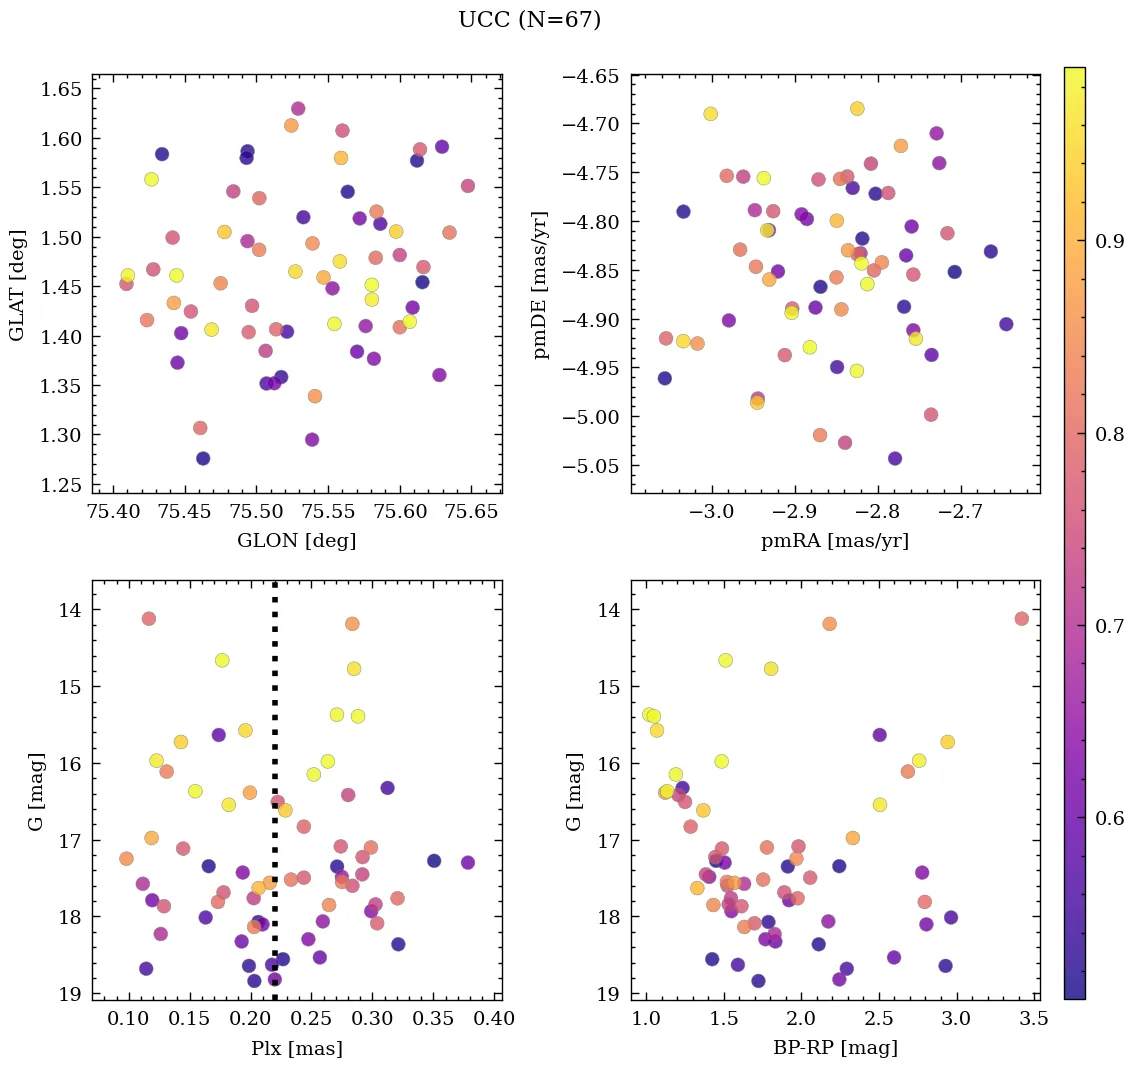 UCC (N=67)
1.65
1.60
1.55
1.50
1.45
1.40
1.35
1.30
1.25
GLAT [deg]
75.40 75.45 75.50 75.55 75.60 75.65
GLON [deg]
−4.65
−4.70
−4.75
−4.80
−4.85
−4.90
−4.95
−5.00
−5.05
pmDE [mas/yr]
−3.0 −2.9 −2.8 −2.7
pmRA [mas/yr]
14
15
16
17
18
19
G [mag]
0.10 0.15 0.20 0.25 0.30 0.35 0.40
Plx [mas]
14
15
16
17
18
19
G [mag]
1.0 1.5 2.0 2.5 3.0 3.5
BP-RP [mag]
0.9
0.8
0.7
0.6